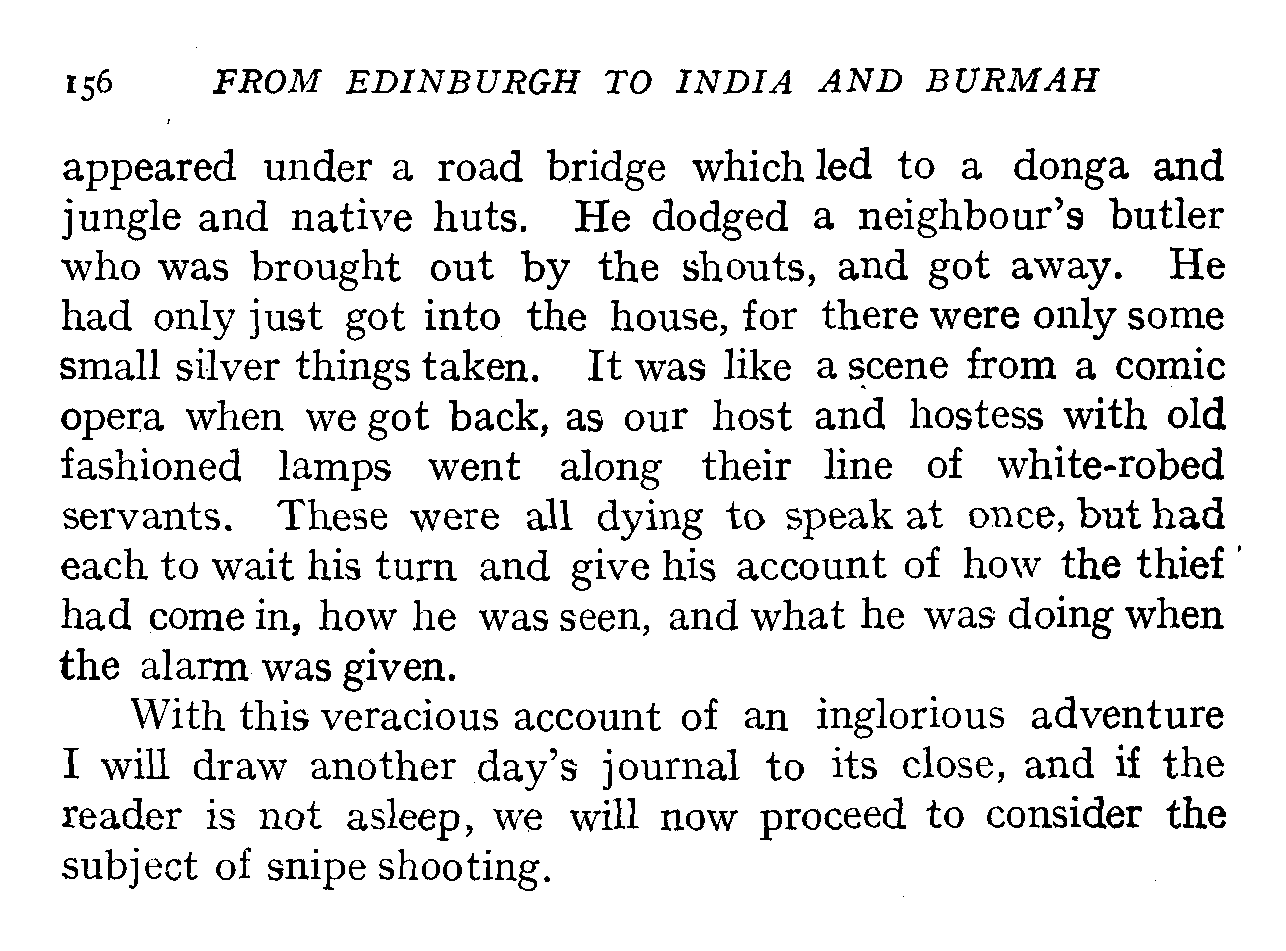 156 FROM EDINBURGH TO INDIA AND BURMAH
appeared under a road bridge which led to a donga and
jungle and native huts. He dodged a neighbour's butler
who was brought out by the shouts, and got away. He
had only just got into the house, for there were only some
small silver things taken. It was like a scene from a comic
opera when we got back, as our host and hostess with old
fashioned lamps went along their line of white-robed
servants. These were all dying to speak at once, but had
each to wait his turn and give his account of how the thief
had come in, how he was seen, and what he was doing when
the alarm was given.
With this veracious account of an inglorious adventure
I will draw another day's journal to its close, and if the
reader is not asleep, we will now proceed to consider the
subject of snipe shooting.